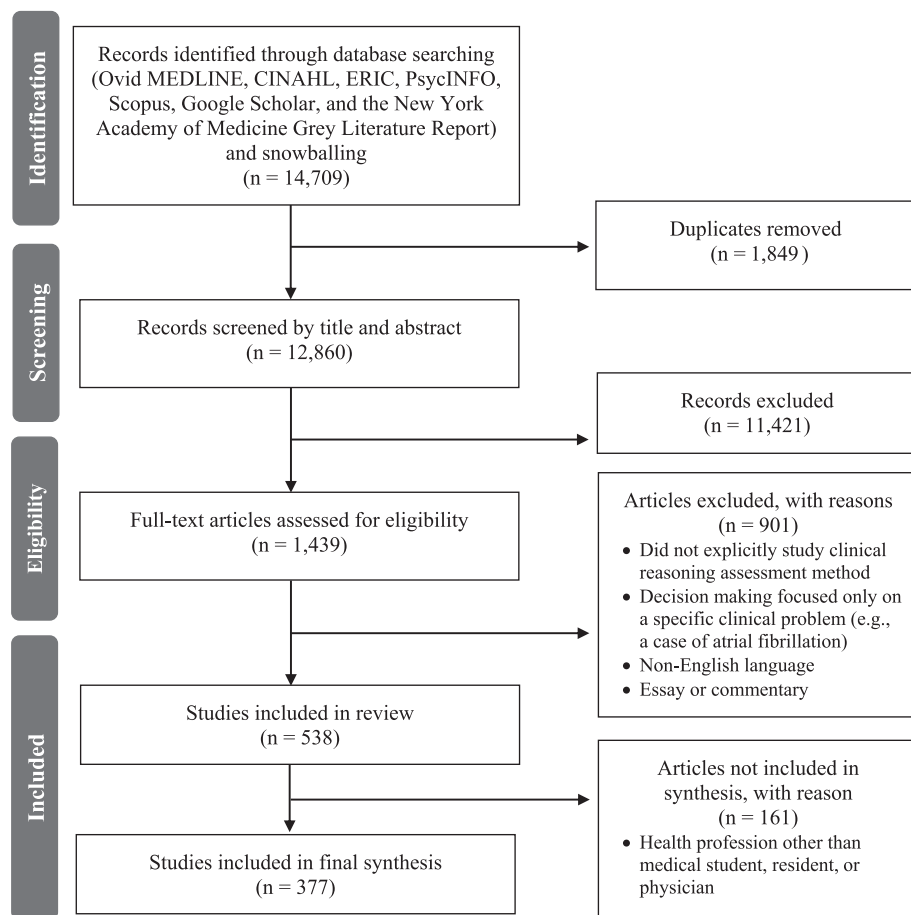 Identification
Records identified through database searching
(Ovid MEDLINE, CINAHL, ERIC, PsycINFO,
Scopus, Google Scholar, and the New York
Academy of Medicine Grey Literature Report)
and snowballing
(n = 14,709)
Duplicates removed
(n = 1,849 )
Screening
Records screened by title and abstract
(n = 12,860)
Records excluded
(n = 11,421)
Eligibility
Full-text articles assessed for eligibility
(n = 1,439)
Articles excluded, with reasons
(n = 901)
• Did not explicitly study clinical
reasoning assessment method
• Decision making focused only on
a specific clinical problem (e.g.,
a case of atrial fibrillation)
• Non-English language
• Essay or commentary
Included
Studies included in review
(n = 538)
Articles not included in
synthesis, with reason
(n = 161)
• Health profession other than
medical student, resident, or
physician
Studies included in final synthesis
(n = 377)